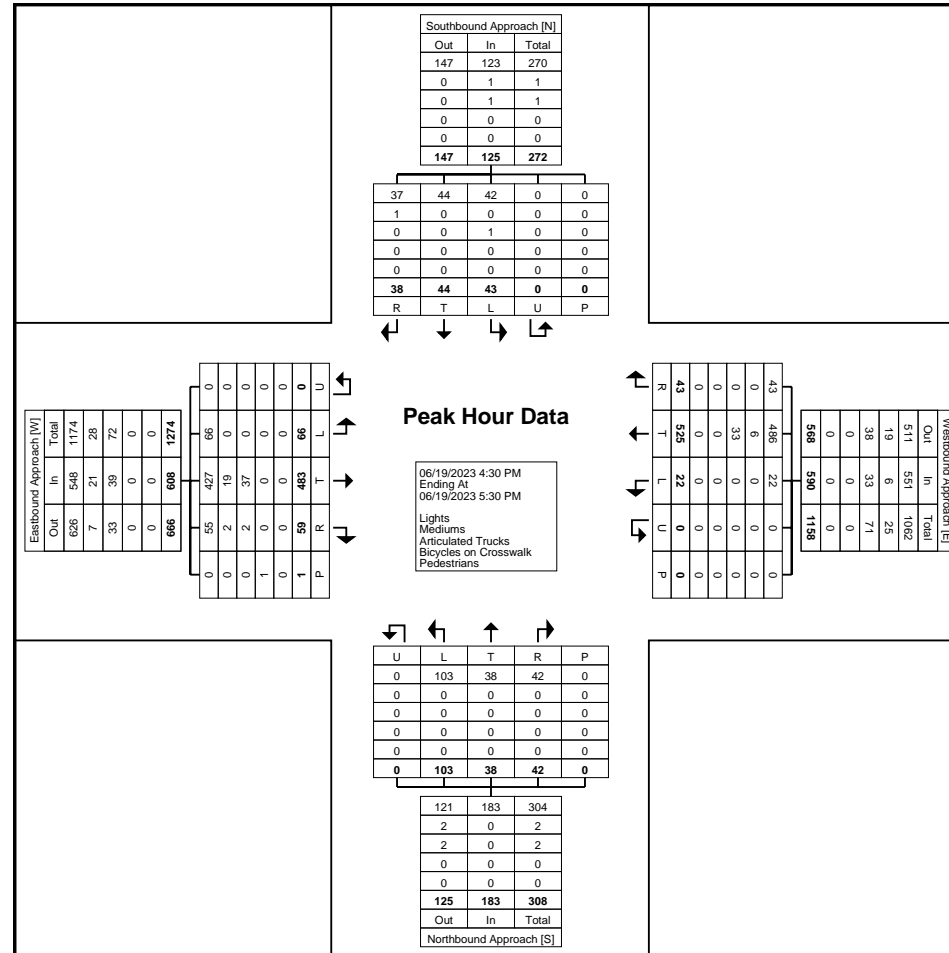 Southbound Approach [N]
Out In Total
147 123 270
0 1 1
0 1 1
0 0 0
0 0 0
147 125 272
37 44 42 0 0
1 0 0 0 0
0 0 1 0 0
0 0 0 0 0
0 0 0 0 0
38 44 43 0 0
R T L U P
Eastbound Approach [W]
Total 1174 28 72 0 0 1274
In 548 21 39 0 0 608
Out 626 7 33 0 0 666
0 0 0 0 0 0 U
66 0 0 0 0 66 L
427 19 37 0 0 483 T
55 2 2 0 0 59 R
0 0 0 1 0 1 P
Peak Hour Data
06/19/2023 4:30 PM
Ending At
06/19/2023 5:30 PM
Lights
Mediums
Articulated Trucks
Bicycles on Crosswalk
Pedestrians
R 43 0 0 0 0 43
T 525 0 0 33 6 486
L 22 0 0 0 0 22
U 0 0 0 0 0 0
P 0 0 0 0 0 0
568 0 0 38 19 511 Out
590 0 0 33 6 551 In
1158 0 0 71 25 1062 Total
Westbound Approach [E]
U L T R P
0 103 38 42 0
0 0 0 0 0
0 0 0 0 0
0 0 0 0 0
0 0 0 0 0
0 103 38 42 0
121 183 304
2 0 2
2 0 2
0 0 0
0 0 0
125 183 308
Out In Total
Northbound Approach [S]